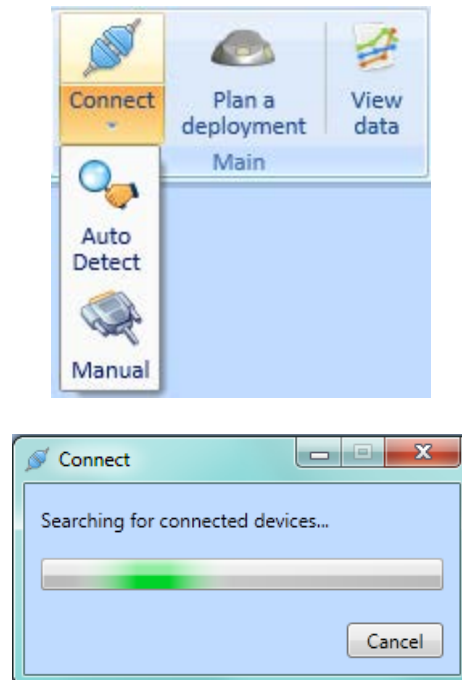 Connect
Plan a
deployment
View
data
Main
Auto
Detect
Manual
Connect
Searching for connected devices...
Cancel